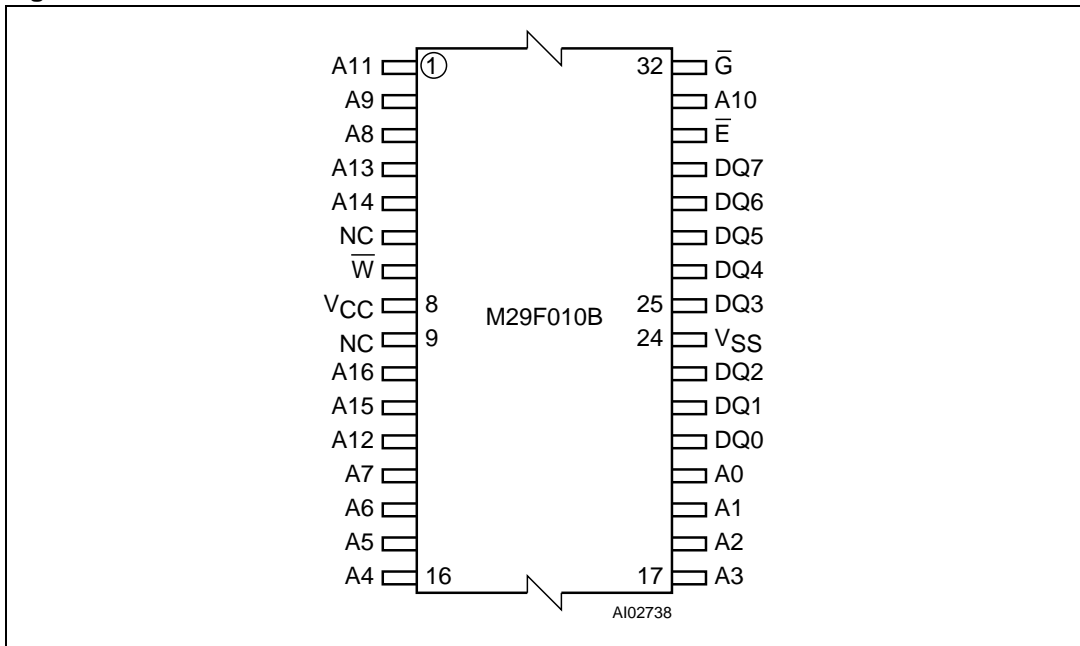 A11 ① 32 G̅
A9 A10
A8 E̅
A13 DQ7
A14 DQ6
NC DQ5
W̅ DQ4
VCC 8 25 DQ3
M29F010B
NC 9 24 VSS
A16 DQ2
A15 DQ1
A12 DQ0
A7 A0
A6 A1
A5 A2
A4 16 17 A3
AI02738